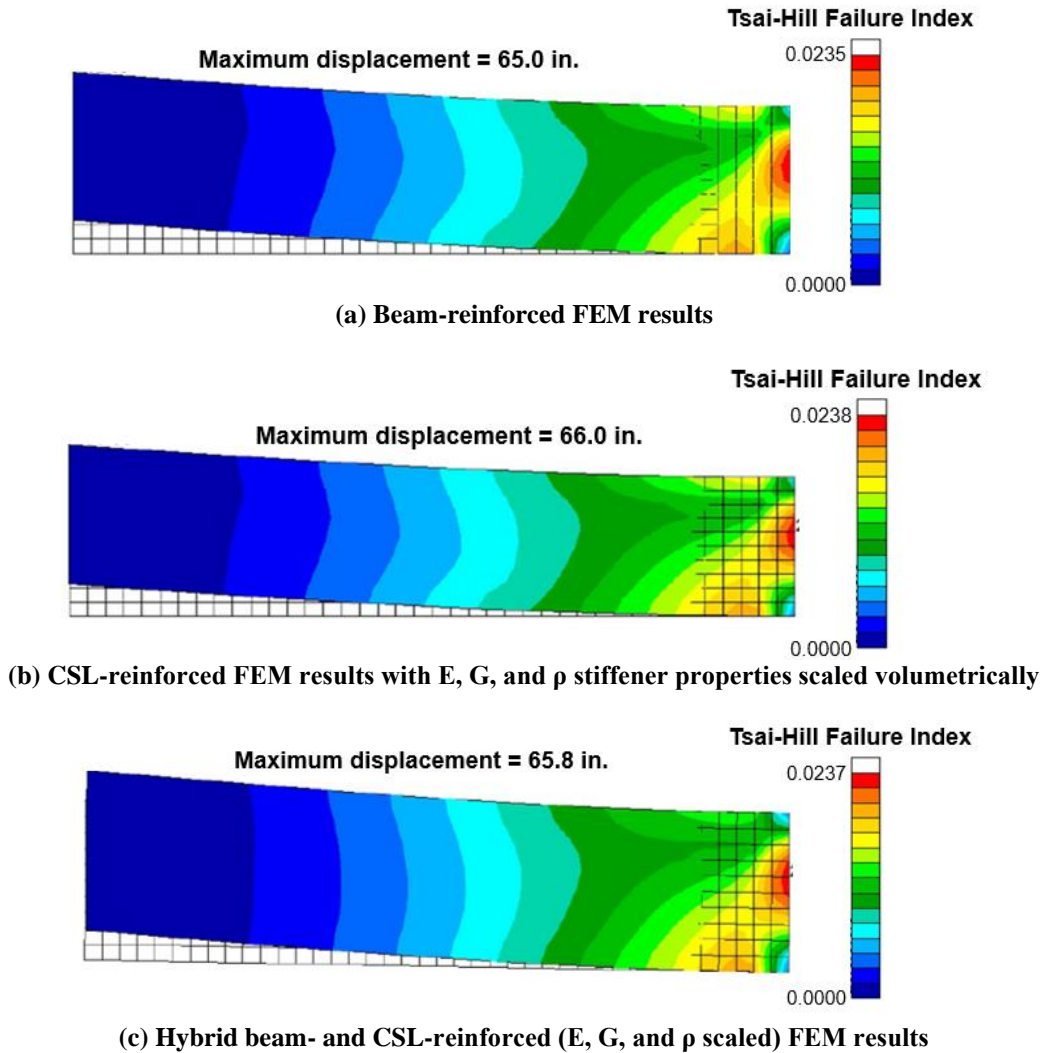 Tsai-Hill Failure Index
Maximum displacement = 65.0 in.
0.0235
0.0000
(a) Beam-reinforced FEM results
Tsai-Hill Failure Index
Maximum displacement = 66.0 in.
0.0238
0.0000
(b) CSL-reinforced FEM results with E, G, and ρ stiffener properties scaled volumetrically
Tsai-Hill Failure Index
Maximum displacement = 65.8 in.
0.0237
0.0000
(c) Hybrid beam- and CSL-reinforced (E, G, and ρ scaled) FEM results